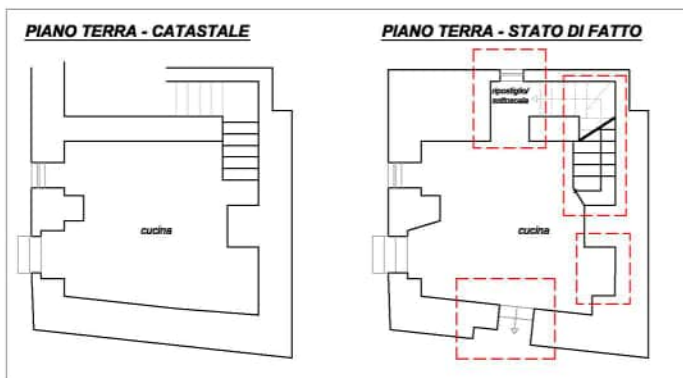 PIANO TERRA - CATASTALE
PIANO TERRA - STATO DI FATTO
ripostiglio/
sottoscala
cucina
cucina